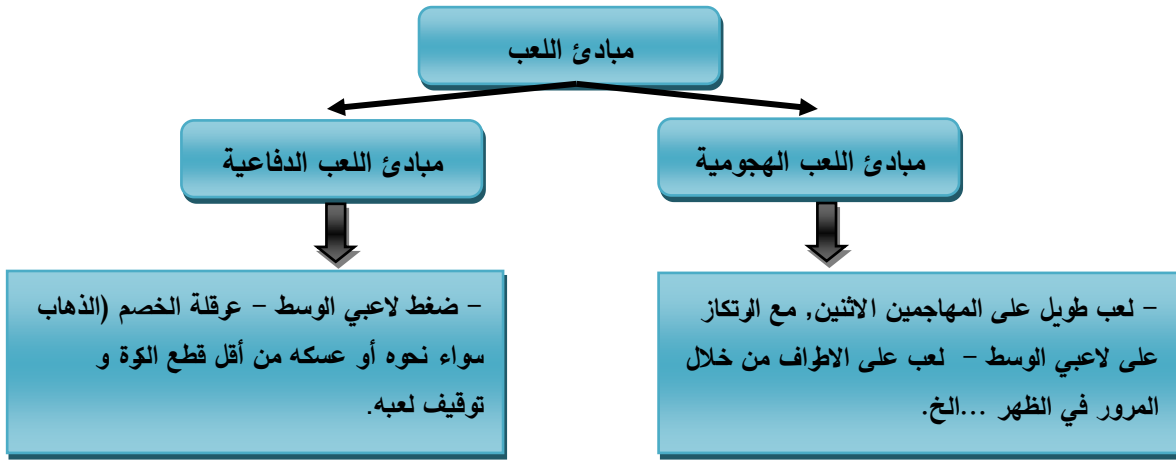 مبادئ اللعب
مبادئ اللعب الهجومية
مبادئ اللعب الدفاعية
– لعب طويل على المهاجمين الاثنين, مع الرتكاز
على لاعبي الوسط – لعب على الاطراف من خلال
المرور في الظهر ...الخ.
– ضغط لاعبي الوسط – عرقلة الخصم (الذهاب
سواء نحوه أو عسكه من أقل قطع الكرة و
توقيف لعبه.